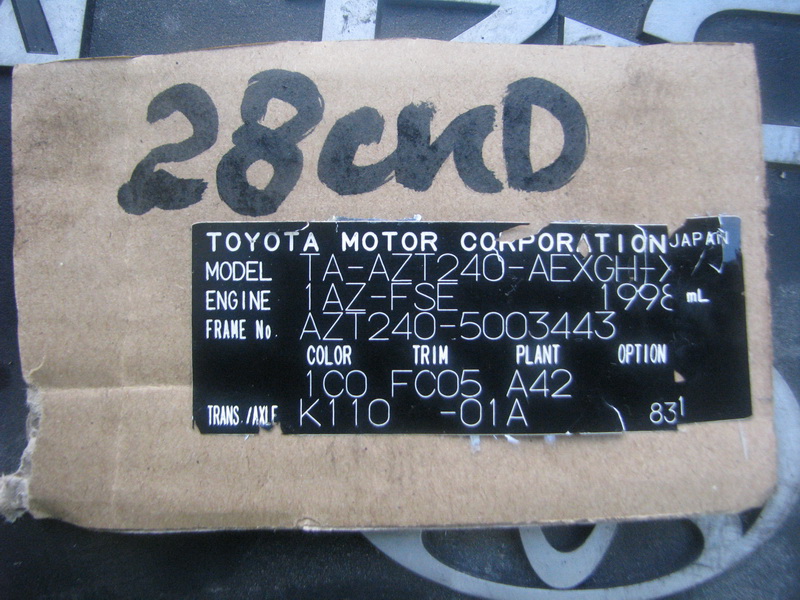 28CMD
TOYOTA MOTOR CORPORATION JAPAN
MODEL TA-AZT240-AEXGH-X
ENGINE 1AZ-FSE 1998 mL
FRAME No. AZT240-5003443
COLOR TRIM PLANT OPTION
1C0 FC05 A42
TRANS./AXLE K110 -01A 831